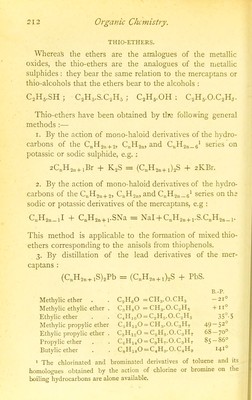 212 Organic Chemistry.
THIO-ETHERS.
Whereas the ethers are the analogues of the metallic
oxides, the thio-ethers are the analogues of the metallic
sulphides: they bear the same relation to the mercaptans or
thio-alcohols that the ethers bear to the alcohols:
C₂H₅.SH ; C₂H₅.S.C₂H₅ ; C₂H₅.OH : C₂H₅.O.C₂H₅.
Thio-ethers have been obtained by the following general
methods:—
1. By the action of mono-haloid derivatives of the hydro-
carbons of the CₙH₂ₙ₊₂, CₙH₂ₙ, and CₙH₂ₙ₋₆ series on
potassic or sodic sulphide, e.g. :
2CₙH₂ₙ₊₁Br + K₂S = (CₙH₂ₙ₊₁)₂S + 2KBr.
2. By the action of mono-haloid derivatives of the hydro-
carbons of the CₙH₂ₙ₊₂, CₙH₂ₙ, and CₙH₂ₙ₋₆ series on the
sodic or potassic derivatives of the mercaptans, e.g :
CₙH₂ₙ₋₁I + CₙH₂ₙ₊₁.SNa = NaI + CₙH₂ₙ₊₁.S.CₙH₂ₙ₋₁.
This method is applicable to the formation of mixed thio-
ethers corresponding to the anisols from thiophenols.
3. By distillation of the lead derivatives of the mer-
captans :
(CₙH₂ₙ₊₁S)₂Pb = (CₙH₂ₙ₊₁)₂S + PbS.
B.-P.
Methylic ether . . C₂H₆O = CH₃.O.CH₃ −21°
Methylic ethylic ether . C₃H₈O = CH₃.O.C₂H₅ +11°
Ethylic ether . . C₄H₁₀O = C₂H₅.O.C₂H₅ 35°.5
Methylic propylic ether C₄H₁₀O = CH₃.O.C₃H₇ 49–52°
Ethylic propylic ether . C₅H₁₂O = C₂H₅.O.C₃H₇ 68–70°
Propylic ether . . C₆H₁₄O = C₃H₇.O.C₃H₇ 85–86°
Butylic ether . . C₈H₁₈O = C₄H₉.O.C₄H₉ 141°
¹ The chlorinated and brominated derivatives of toluene and its
homologues obtained by the action of chlorine or bromine on the
boiling hydrocarbons are alone available.